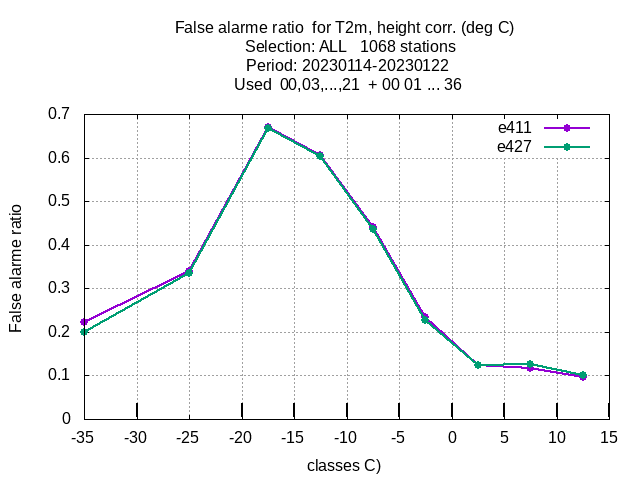 False alarme ratio  for T2m, height corr. (deg C)
Selection: ALL   1068 stations
Period: 20230114-20230122
Used  00,03,...,21  + 00 01 ... 36
e411
e427
False alarme ratio
0.7
0.6
0.5
0.4
0.3
0.2
0.1
0
-35 -30 -25 -20 -15 -10 -5 0 5 10 15
classes C)